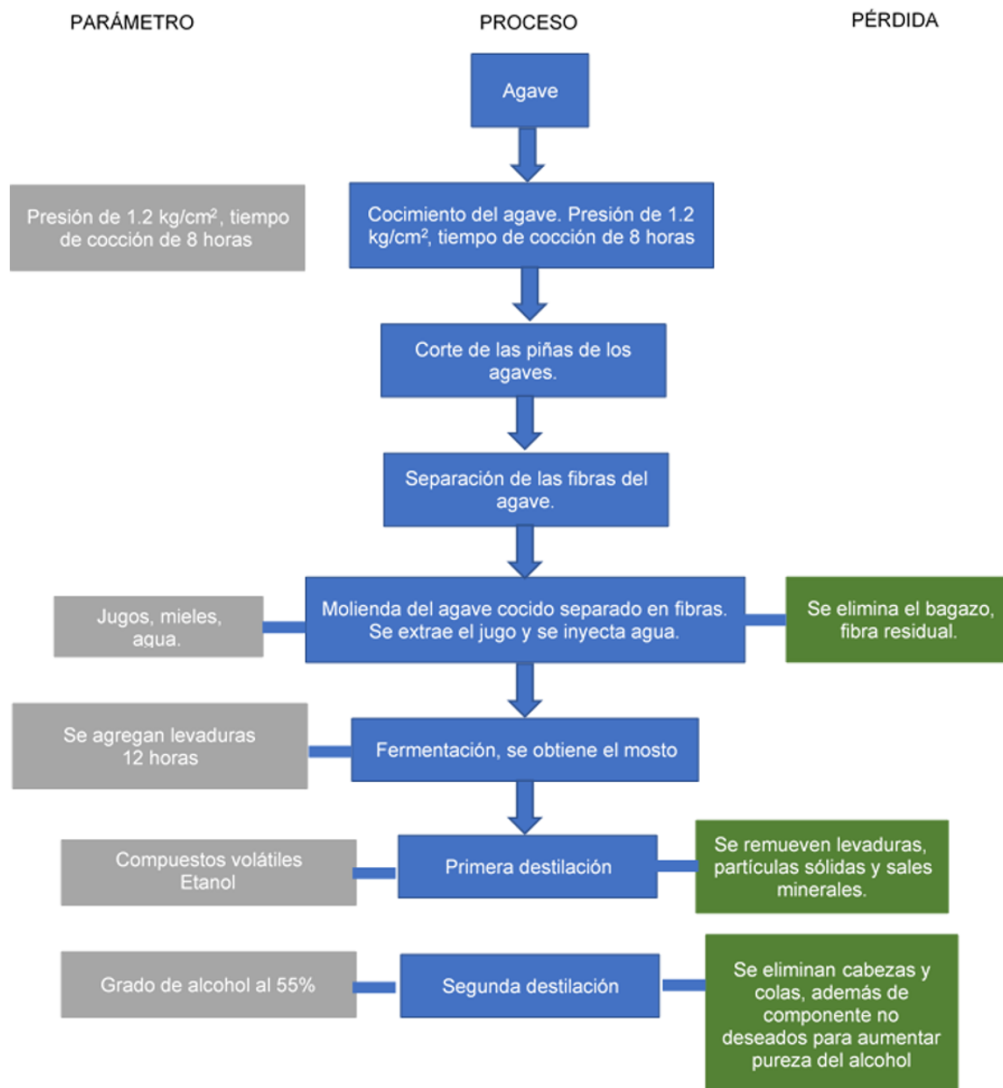 PARÁMETRO
PROCESO
PÉRDIDA
Agave
Presión de 1.2 kg/cm², tiempo
de cocción de 8 horas
Cocimiento del agave. Presión de 1.2
kg/cm², tiempo de cocción de 8 horas
Corte de las piñas de los
agaves.
Separación de las fibras del
agave.
Jugos, mieles,
agua.
Molienda del agave cocido separado en fibras.
Se extrae el jugo y se inyecta agua.
Se elimina el bagazo,
fibra residual.
Se agregan levaduras
12 horas
Fermentación, se obtiene el mosto
Compuestos volátiles
Etanol
Primera destilación
Se remueven levaduras,
partículas sólidas y sales
minerales.
Grado de alcohol al 55%
Segunda destilación
Se eliminan cabezas y
colas, además de
componente no
deseados para aumentar
pureza del alcohol